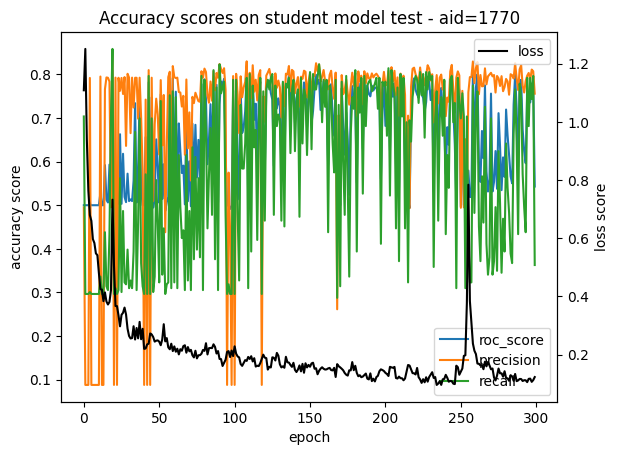 Accuracy scores on student model test - aid=1770
accuracy score
0.8
0.7
0.6
0.5
0.4
0.3
0.2
0.1
loss
1.2
1.0
0.8
0.6
0.4
0.2
loss score
roc_score
precision
recall
0
50
100
150
200
250
300
epoch